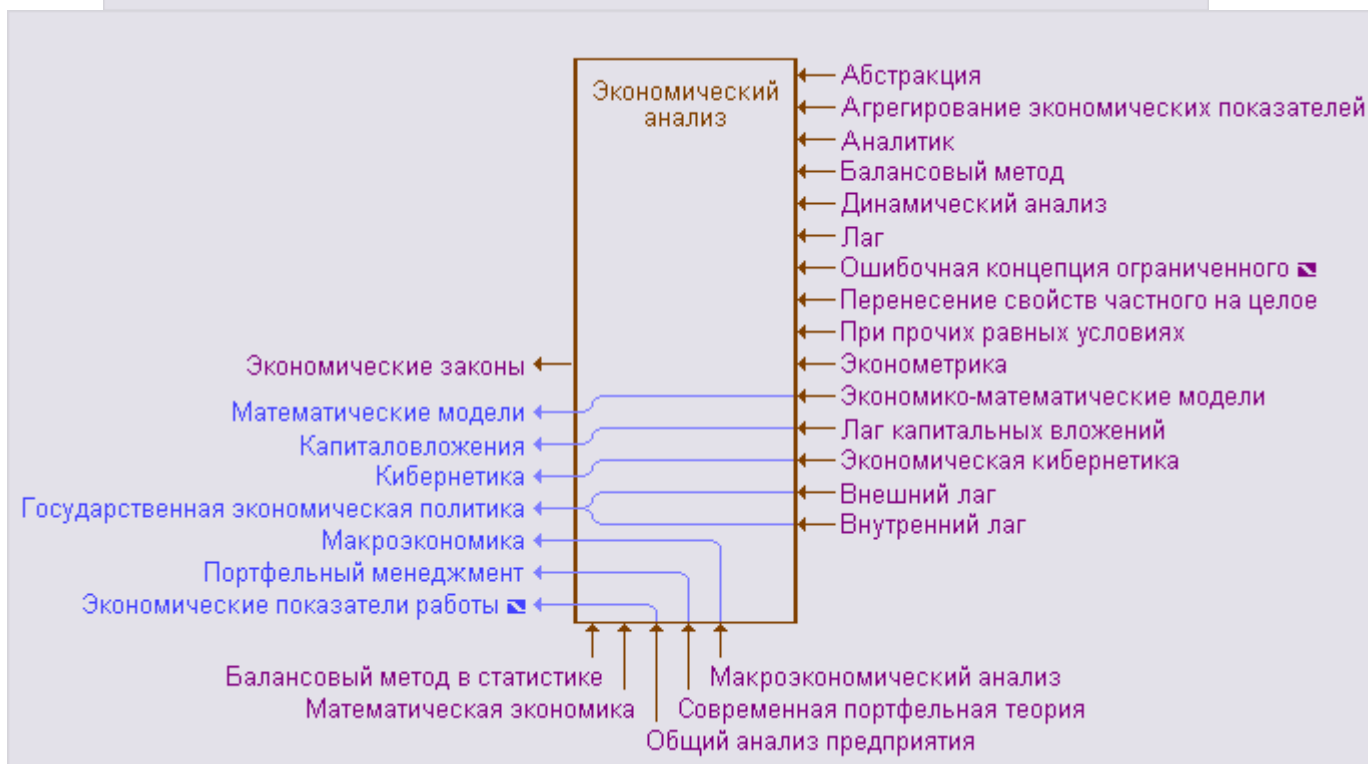 Экономический
анализ
Абстракция
Агрегирование экономических показателей
Аналитик
Балансовый метод
Динамический анализ
Лаг
Ошибочная концепция ограниченного
Перенесение свойств частного на целое
При прочих равных условиях
Эконометрика
Экономико-математические модели
Лаг капитальных вложений
Экономическая кибернетика
Внешний лаг
Внутренний лаг
Экономические законы
Математические модели
Капиталовложения
Кибернетика
Государственная экономическая политика
Макроэкономика
Портфельный менеджмент
Экономические показатели работы
Балансовый метод в статистике
Макроэкономический анализ
Математическая экономика
Современная портфельная теория
Общий анализ предприятия